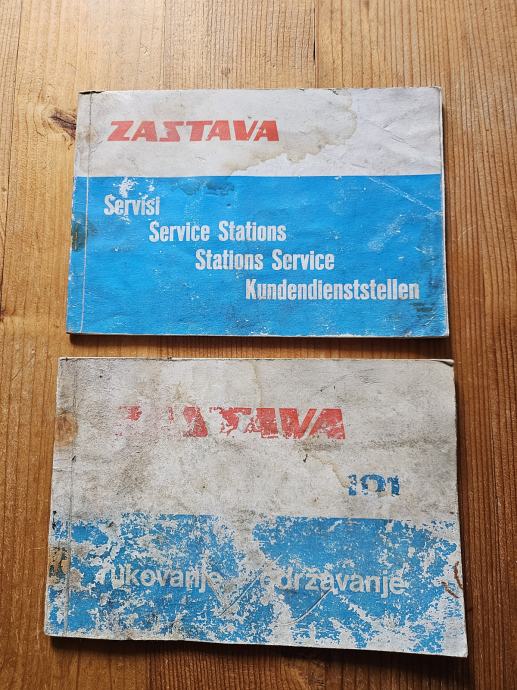 ZASTAVA
Servisi
Service Stations
Stations Service
Kundendienststellen
ZASTAVA
101
rukovanje održavanje